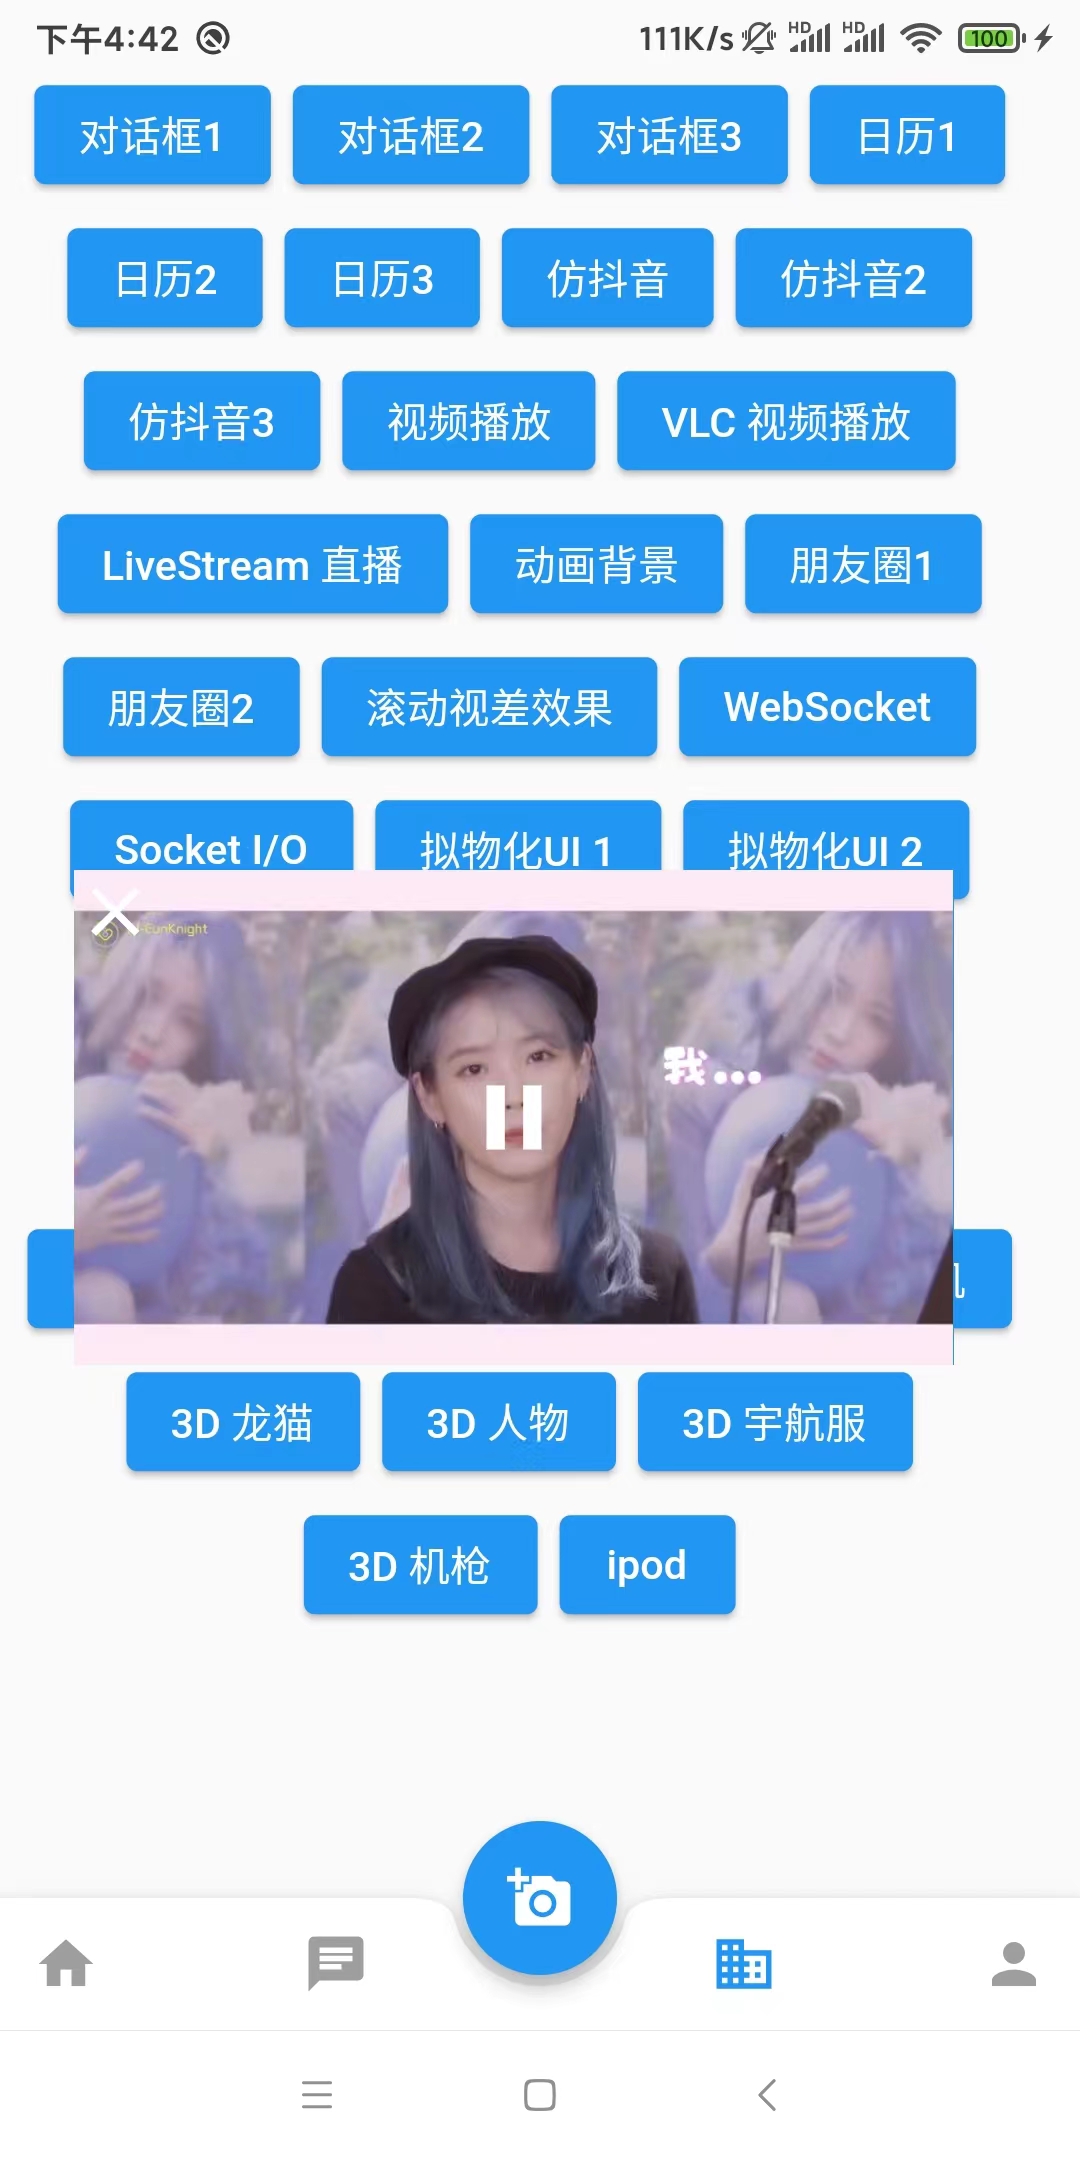 下午4:42 111K/s HD HD 100
对话框1 对话框2 对话框3 日历1
日历2 日历3 仿抖音 仿抖音2
仿抖音3 视频播放 VLC 视频播放
LiveStream 直播 动画背景 朋友圈1
朋友圈2 滚动视差效果 WebSocket
Socket I/O 拟物化UI 1 拟物化UI 2
-EunKnight
我...
3D 龙猫 3D 人物 3D 宇航服
3D 机枪 ipod